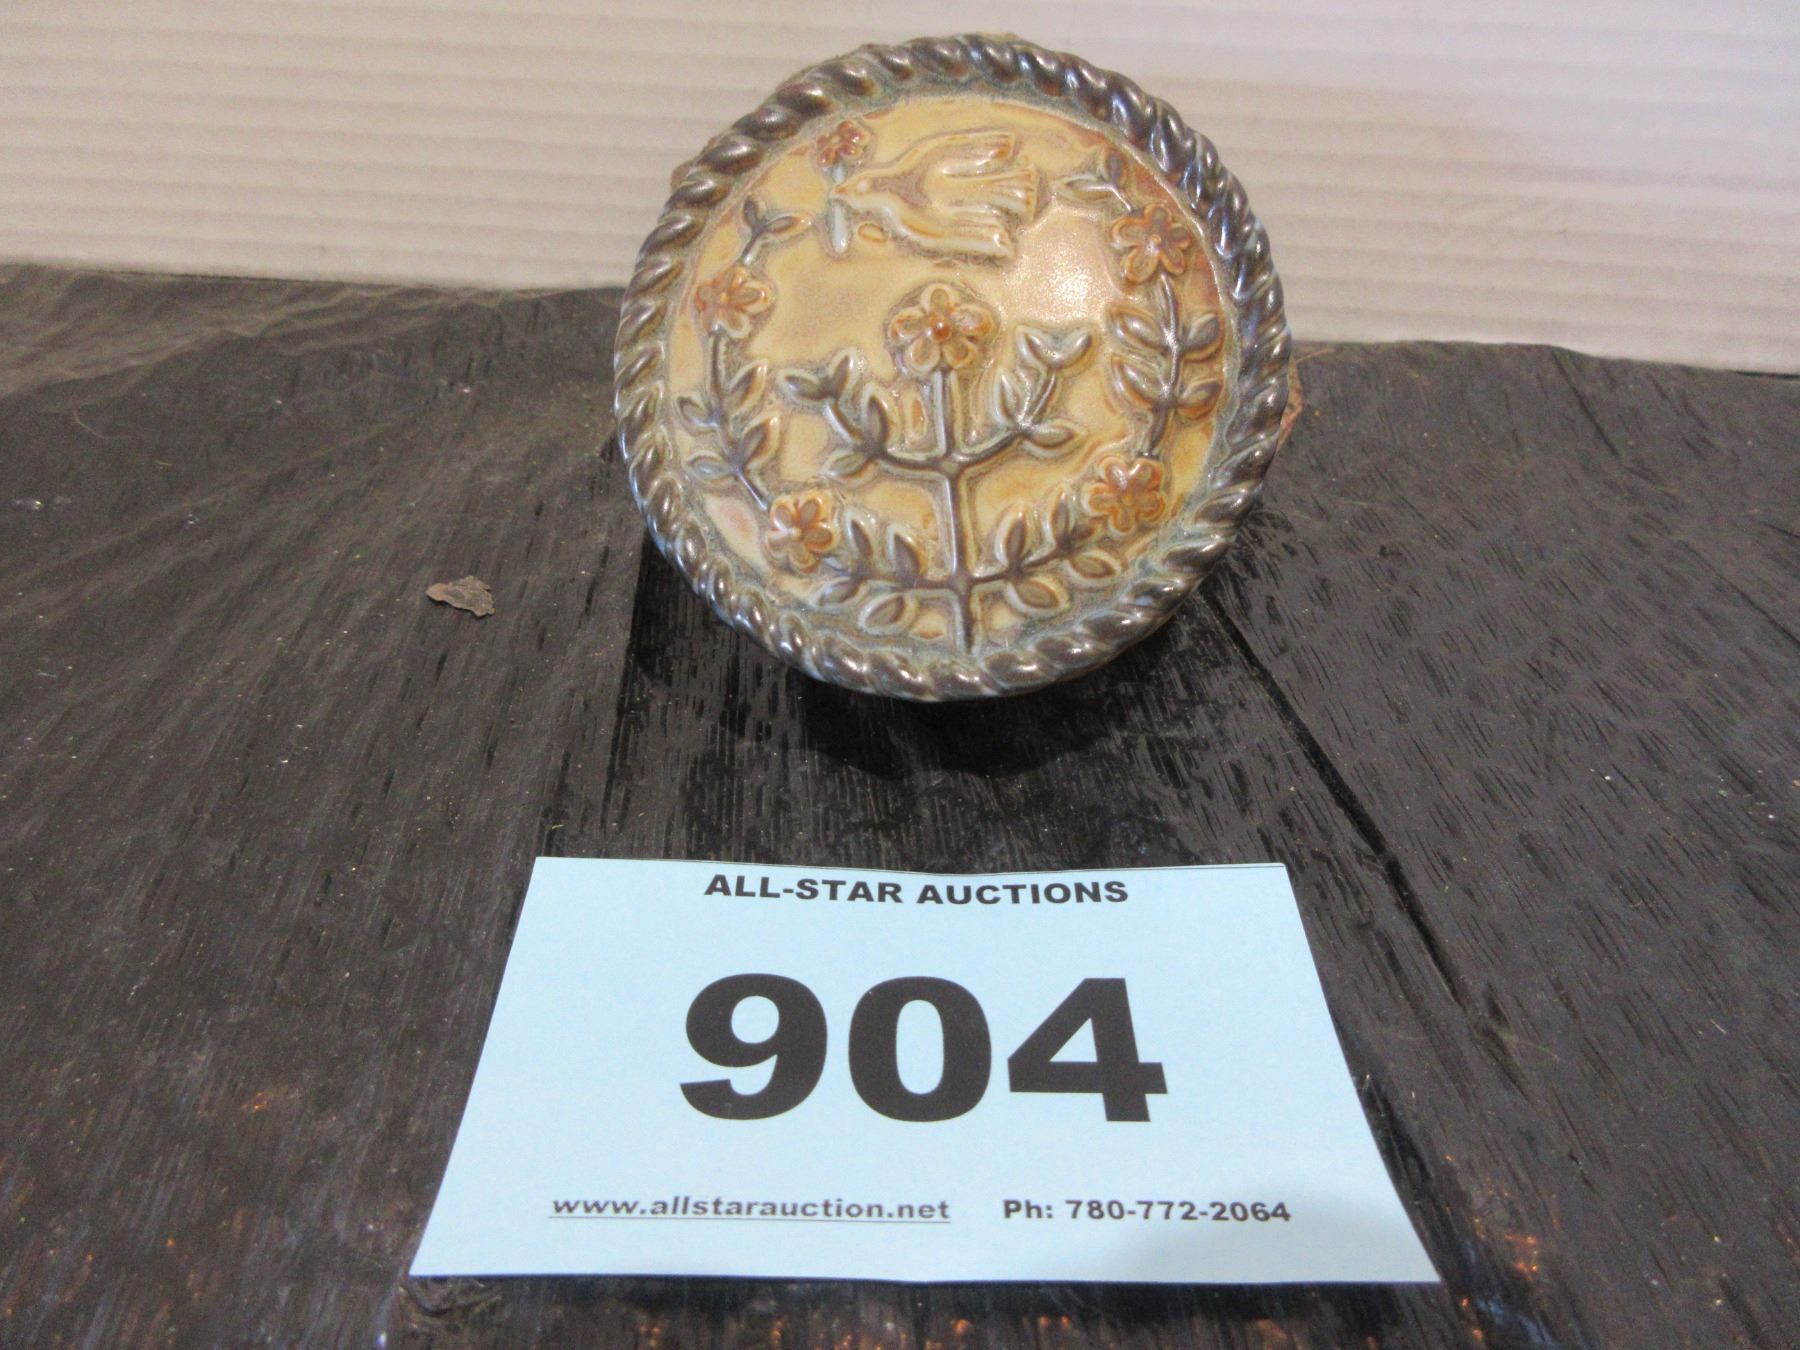 ALL-STAR AUCTIONS
904
www.allstarauction.net Ph: 780-772-2064